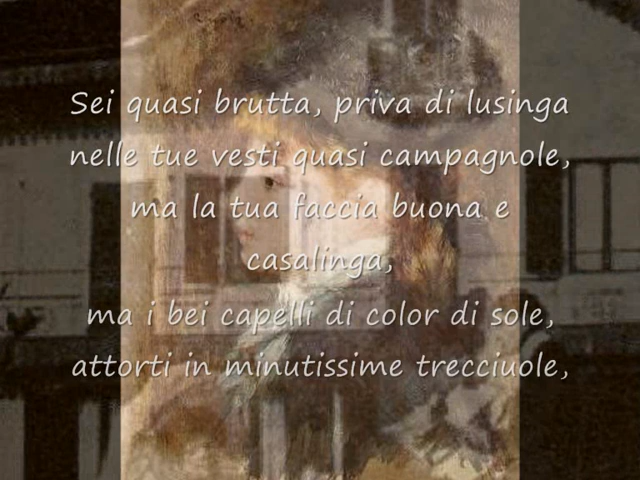 Sei quasi brutta, priva di lusinga
nelle tue vesti quasi campagnole,
ma la tua faccia buona e
casalinga,
ma i bei capelli di color di sole,
attorti in minutissime trecciuole,